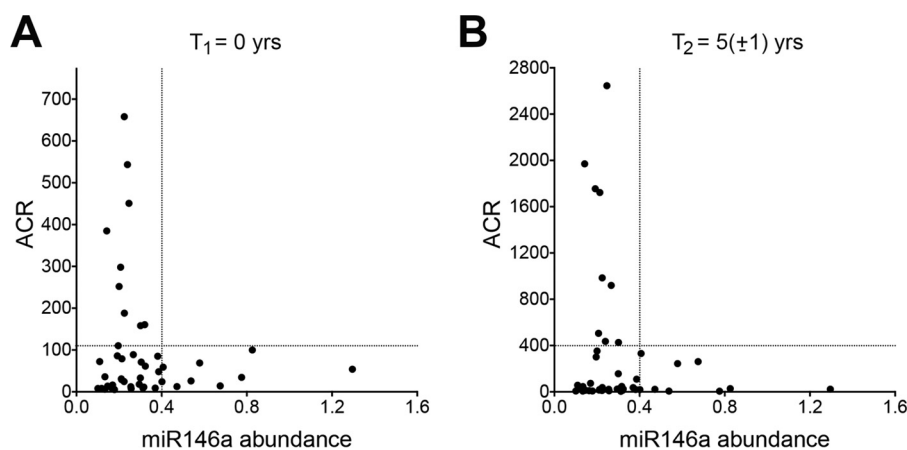 A
T₁ = 0 yrs
700
600
500
400
300
200
100
0
ACR
0.0 0.4 0.8 1.2 1.6
miR146a abundance
B
T₂ = 5(±1) yrs
2800
2400
2000
1600
1200
800
400
0
ACR
0.0 0.4 0.8 1.2 1.6
miR146a abundance